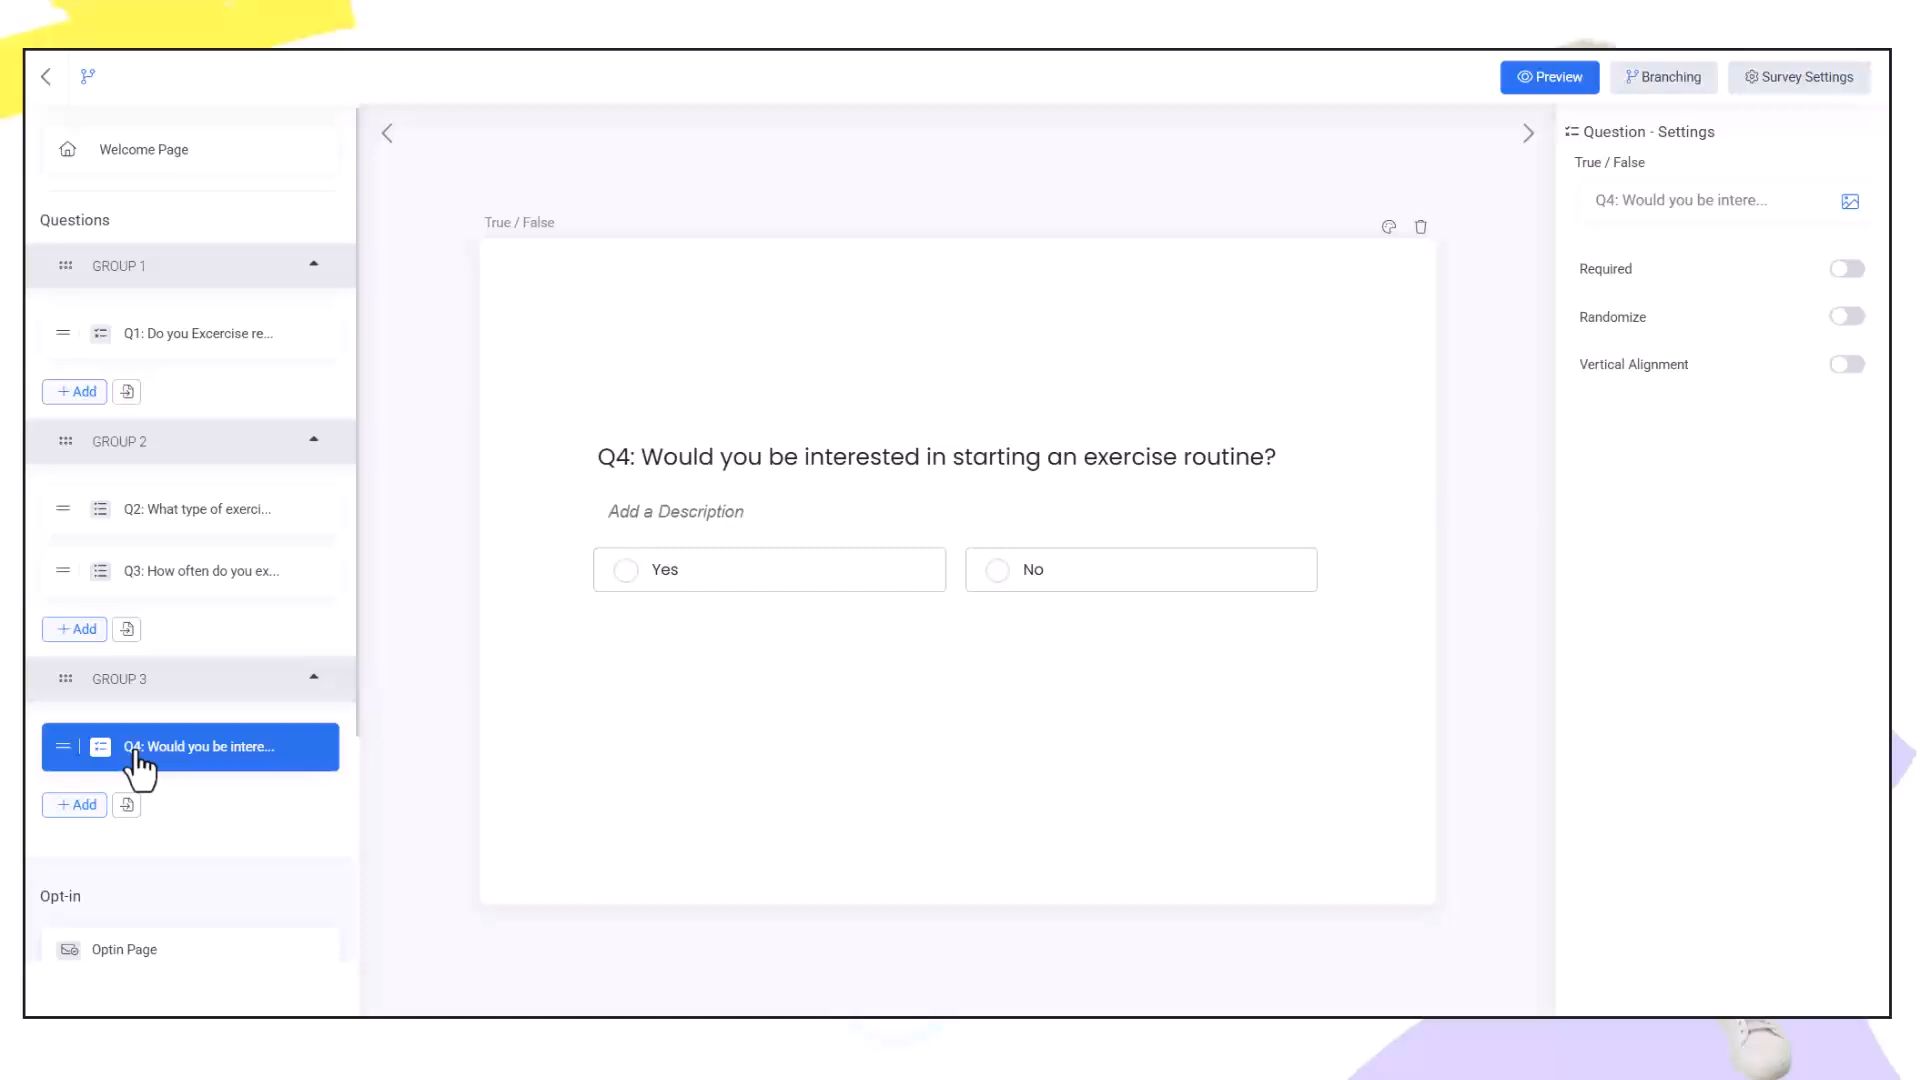 Preview
Branching
Survey Settings
Welcome Page
Questions
GROUP 1
Q1: Do you Excercise re...
+ Add
GROUP 2
Q2: What type of exerci...
Q3: How often do you ex...
+ Add
GROUP 3
Q4: Would you be intere...
+ Add
Opt-in
Optin Page
True / False
Q4: Would you be interested in starting an exercise routine?
Add a Description
Yes
No
Question - Settings
True / False
Q4: Would you be intere...
Required
Randomize
Vertical Alignment